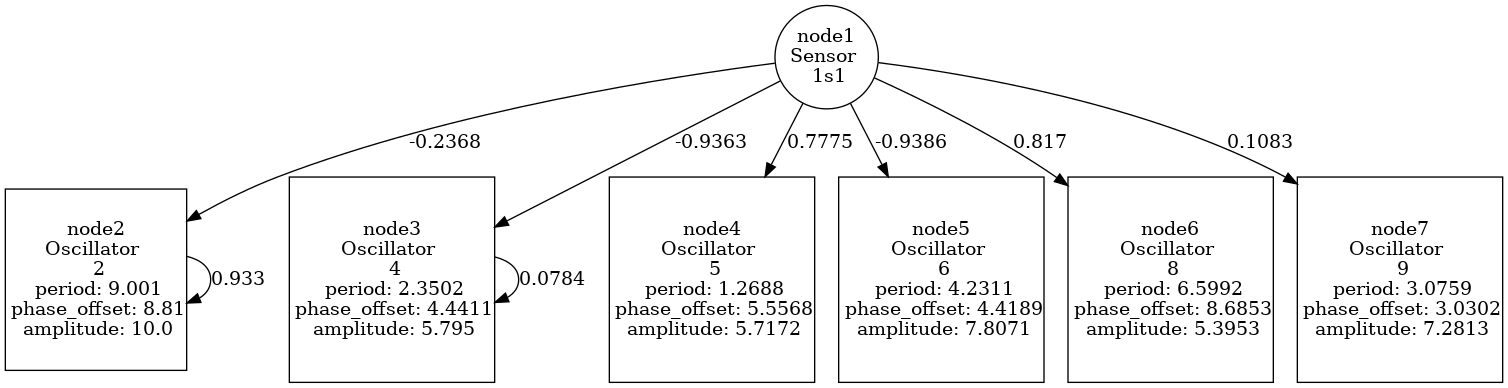 node1
Sensor
1s1
-0.2368
-0.9363
0.7775
-0.9386
0.817
0.1083
node2
Oscillator
2
period: 9.001
phase_offset: 8.81
amplitude: 10.0
0.933
node3
Oscillator
4
period: 2.3502
phase_offset: 4.4411
amplitude: 5.795
0.0784
node4
Oscillator
5
period: 1.2688
phase_offset: 5.5568
amplitude: 5.7172
node5
Oscillator
6
period: 4.2311
phase_offset: 4.4189
amplitude: 7.8071
node6
Oscillator
8
period: 6.5992
phase_offset: 8.6853
amplitude: 5.3953
node7
Oscillator
9
period: 3.0759
phase_offset: 3.0302
amplitude: 7.2813